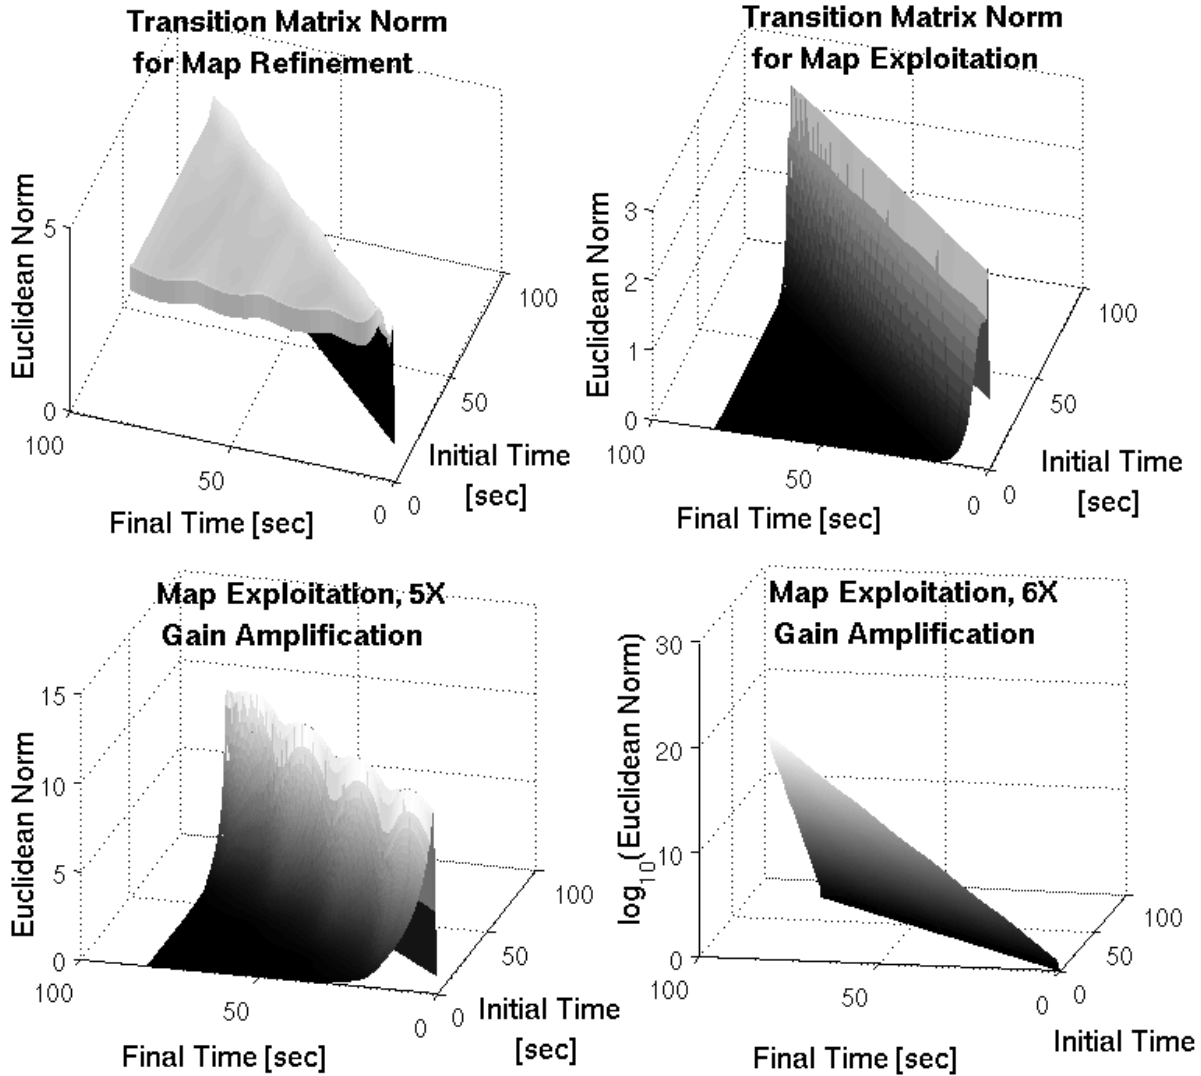 Transition Matrix Norm
for Map Refinement
Euclidean Norm
5
0
100
50
0
Final Time [sec]
0
50
100
Initial Time
[sec]
Transition Matrix Norm
for Map Exploitation
Euclidean Norm
3
2
1
0
100
50
0
Final Time [sec]
0
50
100
Initial Time
[sec]
Map Exploitation, 5X
Gain Amplification
Euclidean Norm
15
10
5
0
100
50
0
Final Time [sec]
0
50
100
Initial Time
[sec]
Map Exploitation, 6X
Gain Amplification
log10(Euclidean Norm)
30
20
10
0
100
50
0
Final Time [sec]
0
50
100
Initial Time